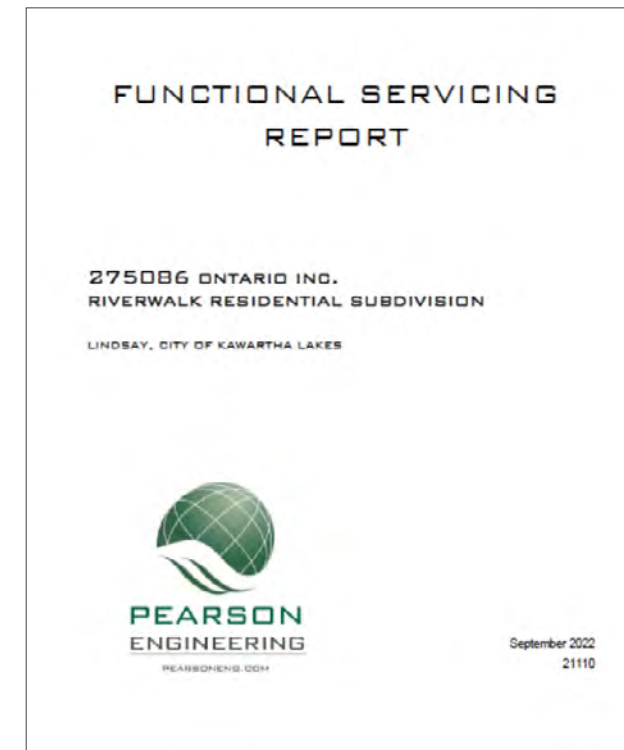 FUNCTIONAL SERVICING
REPORT
275086 ONTARIO INC.
RIVERWALK RESIDENTIAL SUBDIVISION
LINDSAY, CITY OF KAWARTHA LAKES
PEARSON
ENGINEERING
PEARSONENG.COM
September 2022
21110